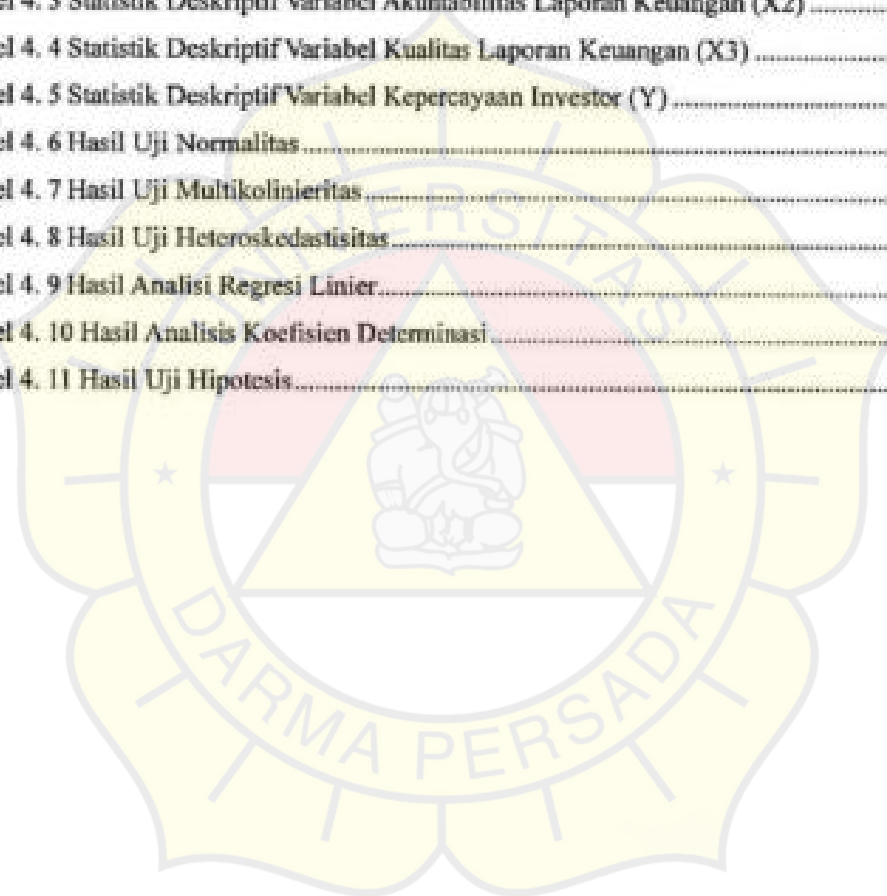 el 4. 3 Statistik Deskriptif Variabel Akuntabilitas Laporan Keuangan (X2) ............
el 4. 4 Statistik Deskriptif Variabel Kualitas Laporan Keuangan (X3) ............
el 4. 5 Statistik Deskriptif Variabel Kepercayaan Investor (Y) ............
el 4. 6 Hasil Uji Normalitas ............
el 4. 7 Hasil Uji Multikolinieritas ............
el 4. 8 Hasil Uji Heteroskedastisitas ............
el 4. 9 Hasil Analisi Regresi Linier ............
el 4. 10 Hasil Analisis Koefisien Determinasi ............
el 4. 11 Hasil Uji Hipotesis ............
UNIVERSITAS
DARMA PERSADA